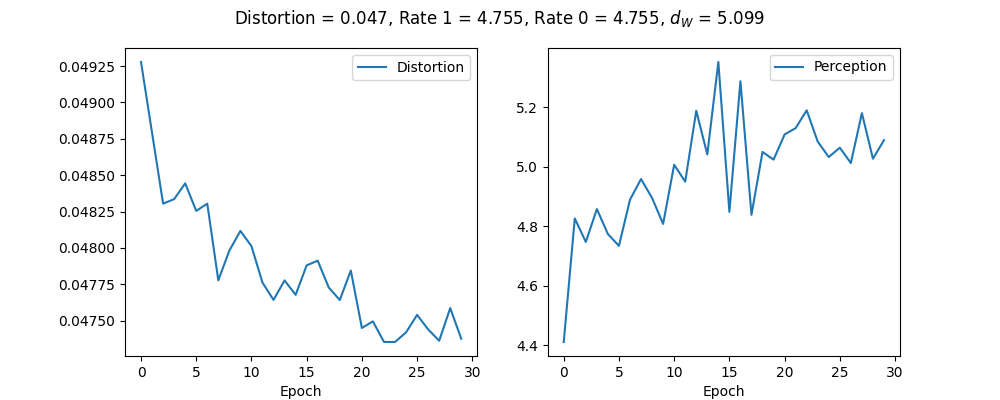 Distortion = 0.047, Rate 1 = 4.755, Rate 0 = 4.755, d_W = 5.099
Distortion
0.04925
0.04900
0.04875
0.04850
0.04825
0.04800
0.04775
0.04750
0 5 10 15 20 25 30
Epoch
Perception
5.2
5.0
4.8
4.6
4.4
0 5 10 15 20 25 30
Epoch